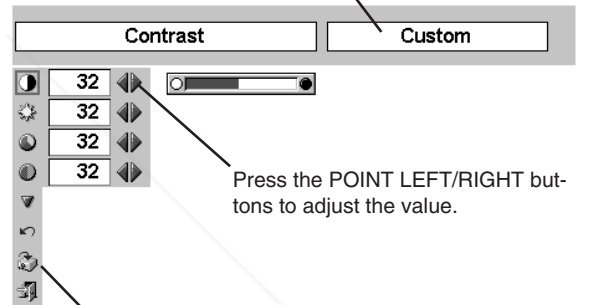 Contrast Custom
32
32
32
32
Press the POINT LEFT/RIGHT but-
tons to adjust the value.